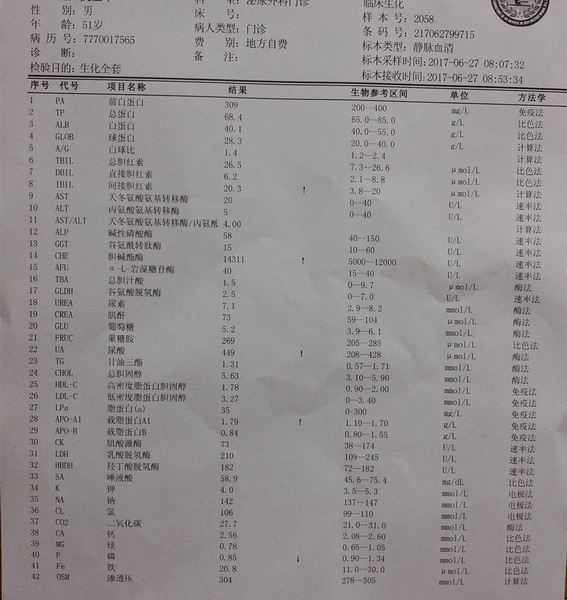 性 别: 男 床 号: 临床生化
年 龄: 51岁 病人类型: 门诊 样 本 号: 2058
病 历 号: 7770017565 费 别: 地方自费 条 码 号: 217062799715
诊 断: 备 注: 标本类型: 静脉血清
检验目的: 生化全套 标本采样时间: 2017-06-27 08:07:32
标本接收时间: 2017-06-27 08:53:34
序号 代号 项目名称 结果 生物参考区间 单位 方法学
1 PA 前白蛋白 309 200--400 mg/L 免疫法
2 TP 总蛋白 68.4 65.0--85.0 g/L 比色法
3 ALB 白蛋白 40.1 40.0--55.0 g/L 比色法
4 GLOB 球蛋白 28.3 20.0--40.0 g/L 计算法
5 A/G 白球比 1.4 1.2--2.4 计算法
6 TBIL 总胆红素 26.5 7.3--26.6 μmol/L 比色法
7 DBIL 直接胆红素 6.2 2.1--8.8 μmol/L 比色法
8 IBIL 间接胆红素 20.3 ↑ 3.8--20 μmol/L 计算法
9 AST 天冬氨酸氨基转移酶 20 0--40 U/L 速率法
10 ALT 丙氨酸氨基转移酶 5 0--40 U/L 速率法
11 AST/ALT 天冬氨酸氨基转移酶/丙氨酸 4.00 计算法
12 ALP 碱性磷酸酶 58 40--150 U/L 速率法
13 GGT 谷氨酰转肽酶 15 10--60 U/L 速率法
14 CHE 胆碱酯酶 14311 ↑ 5000--12000 U/L 速率法
15 AFU α-L-岩藻糖苷酶 40 15--40 U/L 速率法
16 TBA 总胆汁酸 1.5 0--9.7 μmol/L 酶法
17 GLDH 谷氨酸脱氢酶 2.5 0--7.0 U/L 速率法
18 UREA 尿素 7.1 2.9--8.2 mmol/L 酶法
19 CREA 肌酐 73 59--104 μmol/L 酶法
20 GLU 葡萄糖 5.2 3.9--6.1 mmol/L 酶法
21 FRUC 果糖胺 269 205--285 μmol/L 比色法
22 UA 尿酸 449 ↑ 208--428 μmol/L 酶法
23 TG 甘油三酯 1.31 0.57--1.71 mmol/L 酶法
24 CHOL 总胆固醇 5.63 3.10--5.90 mmol/L 酶法
25 HDL-C 高密度脂蛋白胆固醇 1.78 0.90--2.00 mmol/L 免疫法
26 LDL-C 低密度脂蛋白胆固醇 3.27 0--3.40 mmol/L 免疫法
27 LPa 脂蛋白(a) 35 0-300 mg/L 免疫法
28 APO-A1 载脂蛋白A1 1.79 ↑ 1.10--1.70 g/L 免疫法
29 APO-B 载脂蛋白B 0.84 0.80--1.55 g/L 免疫法
30 CK 肌酸激酶 73 38--174 U/L 速率法
31 LDH 乳酸脱氢酶 210 109--245 U/L 速率法
32 HBDH 羟丁酸脱氢酶 182 72--182 U/L 速率法
33 SA 唾液酸 58.9 45.6--75.4 mg/dL 比色法
34 K 钾 4.0 3.5--5.3 mmol/L 电极法
35 NA 钠 142 137--147 mmol/L 电极法
36 CL 氯 106 99--110 mmol/L 电极法
37 CO2 二氧化碳 27.7 21.0--31.0 mmol/L 酶法
38 CA 钙 2.56 2.08--2.60 mmol/L 比色法
39 MG 镁 0.78 0.65--1.05 mmol/L 比色法
40 P 磷 0.85 ↓ 0.90--1.34 mmol/L 比色法
41 Fe 铁 20.8 11.0--30.0 μmol/L 比色法
42 OSM 渗透压 304 278--305 mmol/L 计算法